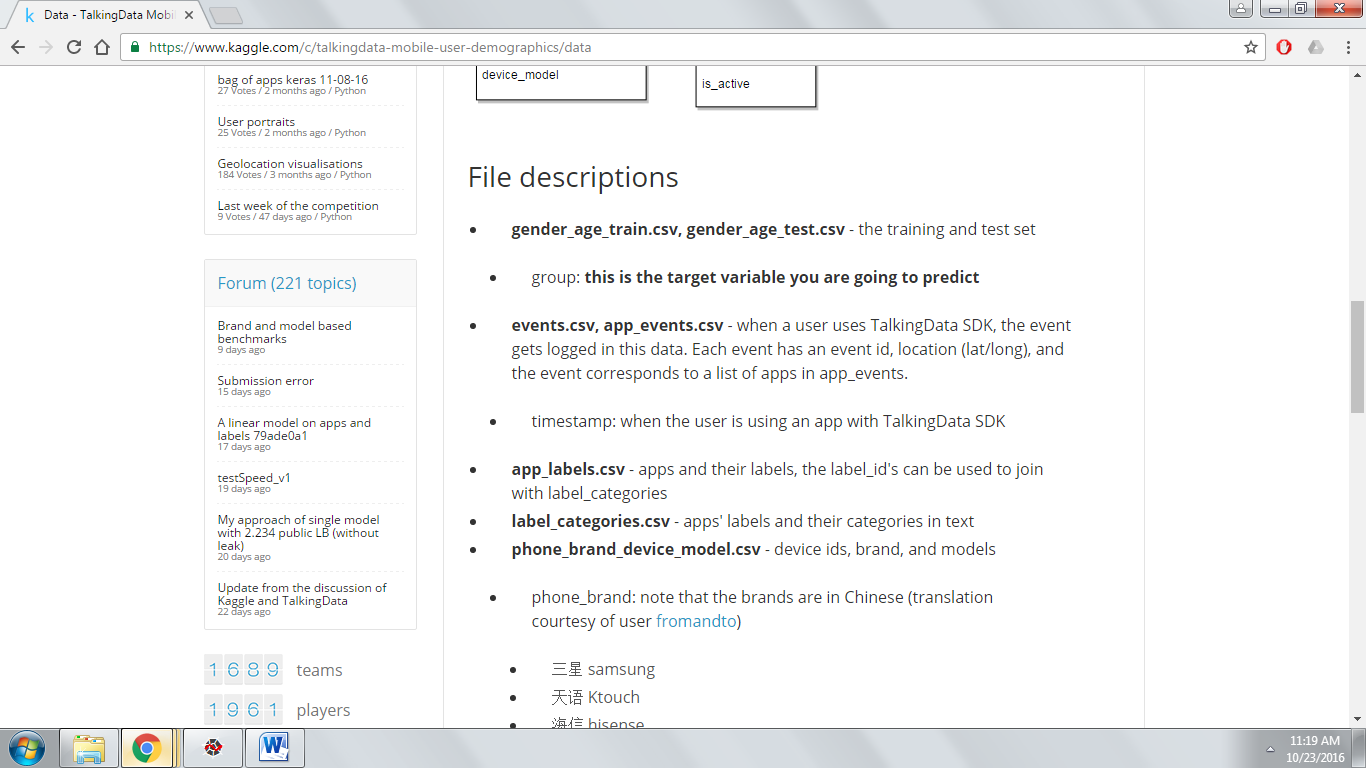 Data - TalkingData Mobil
https://www.kaggle.com/c/talkingdata-mobile-user-demographics/data
bag of apps keras 11-08-16
27 Votes / 2 months ago / Python
User portraits
25 Votes / 2 months ago / Python
Geolocation visualisations
184 Votes / 3 months ago / Python
Last week of the competition
9 Votes / 47 days ago / Python
Forum (221 topics)
Brand and model based
benchmarks
9 days ago
Submission error
15 days ago
A linear model on apps and
labels 79ade0a1
17 days ago
testSpeed_v1
19 days ago
My approach of single model
with 2.234 public LB (without
leak)
20 days ago
Update from the discussion of
Kaggle and TalkingData
22 days ago
1689 teams
1961 players
device_model
is_active
File descriptions
gender_age_train.csv, gender_age_test.csv - the training and test set
group: this is the target variable you are going to predict
events.csv, app_events.csv - when a user uses TalkingData SDK, the event
gets logged in this data. Each event has an event id, location (lat/long), and
the event corresponds to a list of apps in app_events.
timestamp: when the user is using an app with TalkingData SDK
app_labels.csv - apps and their labels, the label_id's can be used to join
with label_categories
label_categories.csv - apps' labels and their categories in text
phone_brand_device_model.csv - device ids, brand, and models
phone_brand: note that the brands are in Chinese (translation
courtesy of user fromandto)
三星 samsung
天语 Ktouch
海信 hisense
11:19 AM
10/23/2016